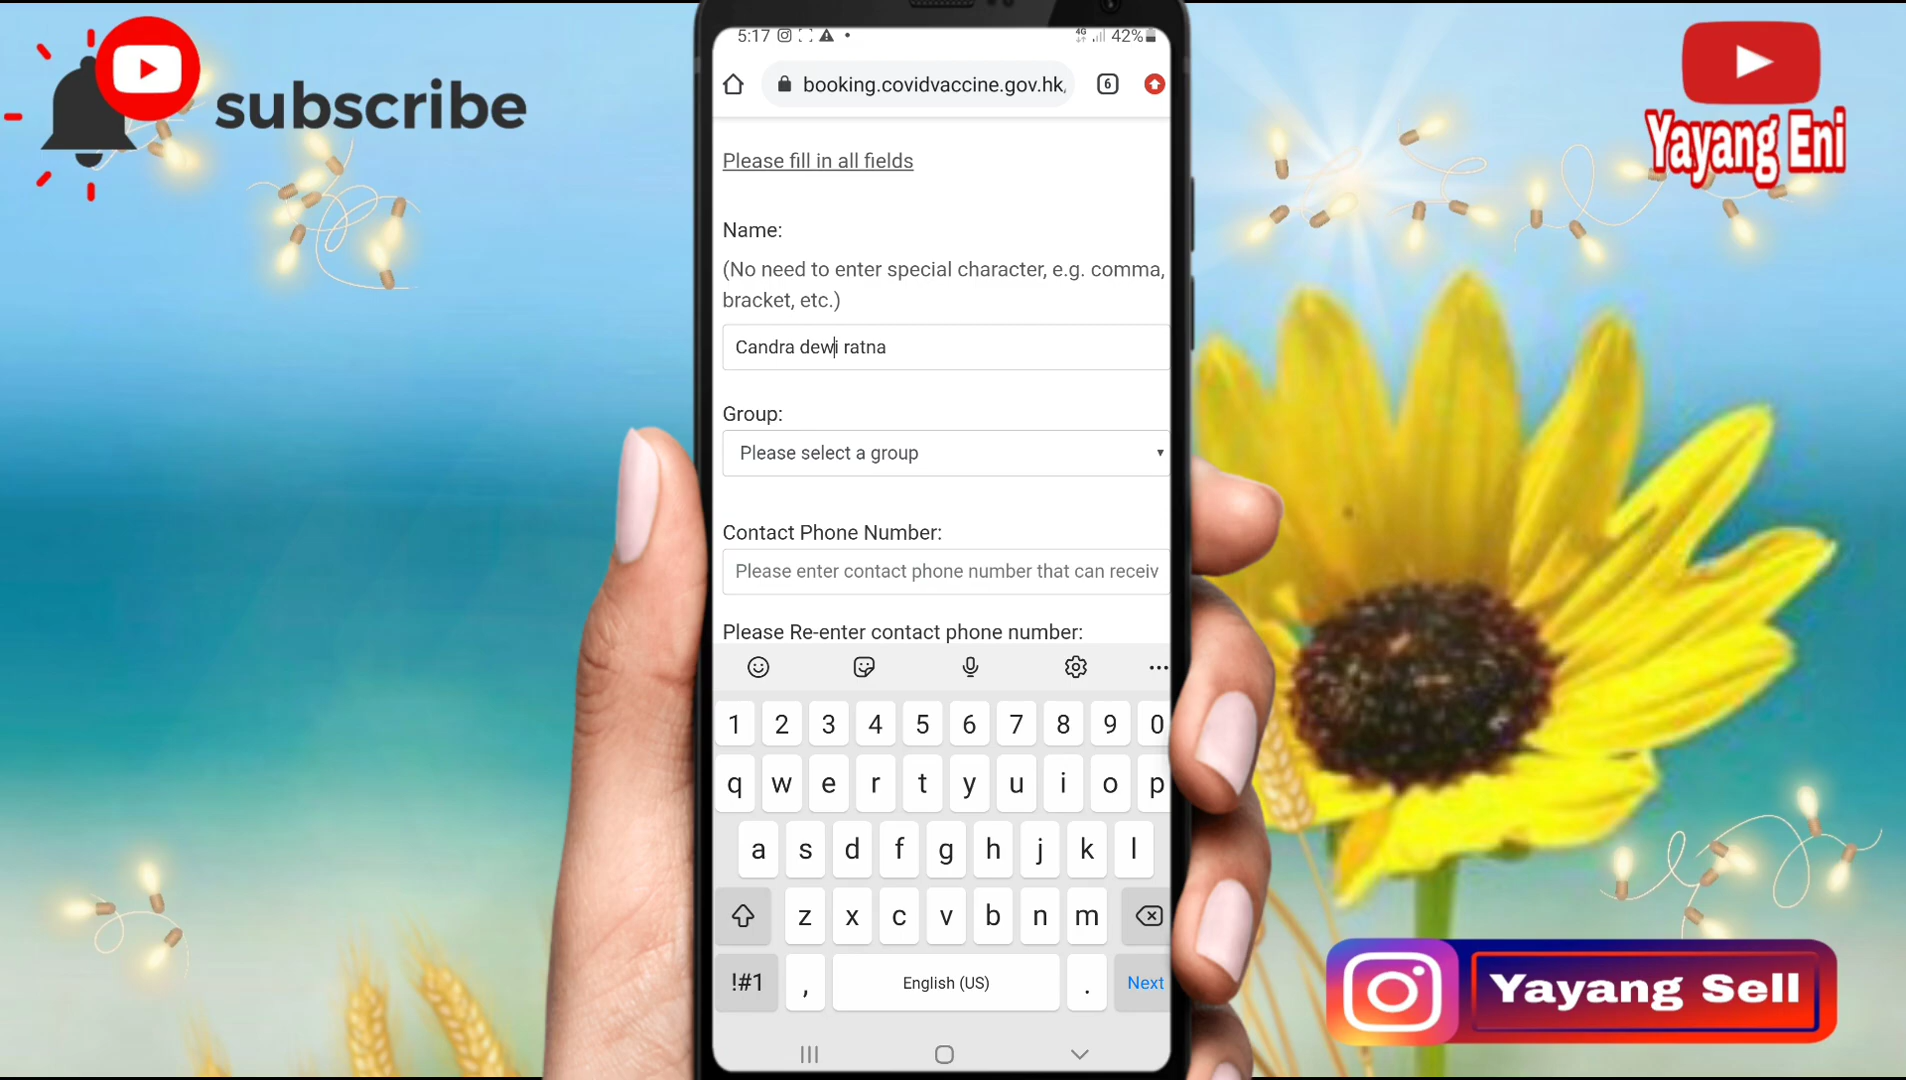 subscribe
Yayang Eni
5:17
4G
42%
booking.covidvaccine.gov.hk
6
Please fill in all fields
Name:
(No need to enter special character, e.g. comma,
bracket, etc.)
Candra dewi ratna
Group:
Please select a group
Contact Phone Number:
Please enter contact phone number that can receiv
Please Re-enter contact phone number:
1 2 3 4 5 6 7 8 9 0
q w e r t y u i o p
a s d f g h j k l
z x c v b n m
!#1 , English (US) . Next
Yayang Sell